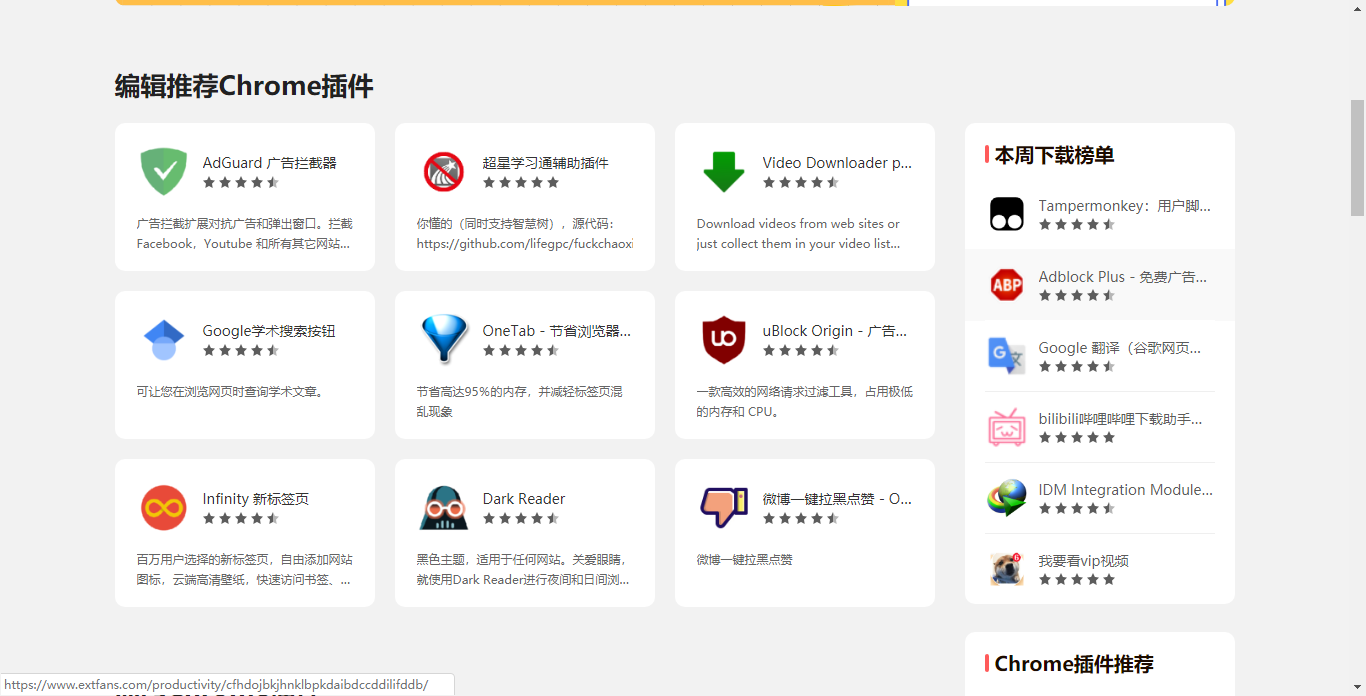 编辑推荐Chrome插件
AdGuard 广告拦截器
广告拦截扩展对抗广告和弹出窗口。拦截
Facebook，Youtube 和所有其它网站...
超星学习通辅助插件
你懂的（同时支持智慧树），源代码：
https://github.com/lifegpc/fuckchaoxi
Video Downloader p...
Download videos from web sites or
just collect them in your video list...
Google学术搜索按钮
可让您在浏览网页时查询学术文章。
OneTab - 节省浏览器...
节省高达95%的内存，并减轻标签页混
乱现象
uBlock Origin - 广告...
一款高效的网络请求过滤工具，占用极低
的内存和 CPU。
Infinity 新标签页
百万用户选择的新标签页，自由添加网站
图标，云端高清壁纸，快速访问书签、...
Dark Reader
黑色主题，适用于任何网站。关爱眼睛，
就使用Dark Reader进行夜间和日间浏...
微博一键拉黑点赞 - O...
微博一键拉黑点赞
本周下载榜单
Tampermonkey：用户脚...
ABP
Adblock Plus - 免费广告...
Google 翻译（谷歌网页...
bilibili哔哩哔哩下载助手...
IDM Integration Module...
我要看vip视频
Chrome插件推荐
https://www.extfans.com/productivity/cfhdojbkjhnklbpkdaibdccddilifddb/